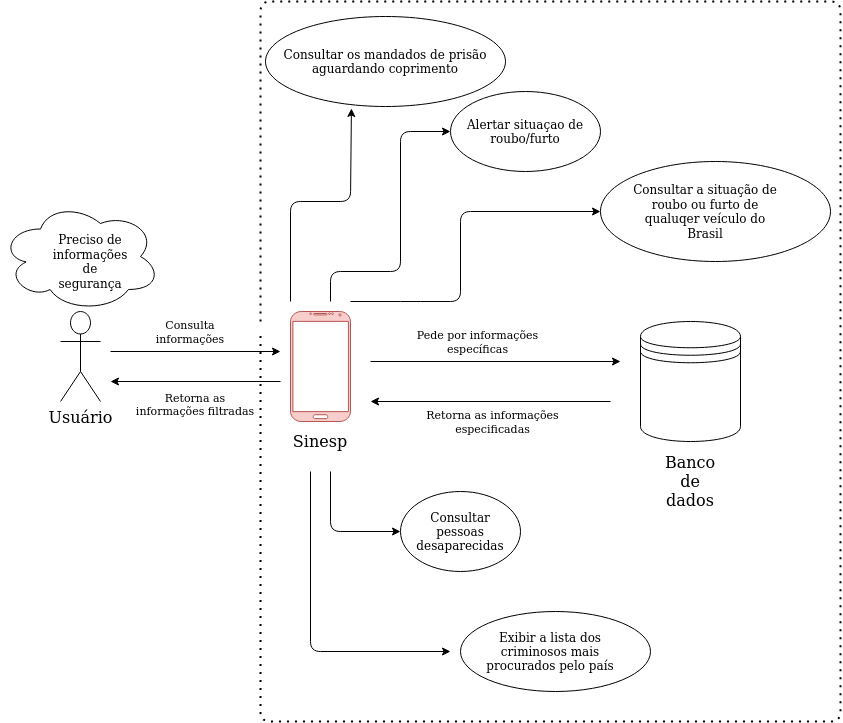 Consultar os mandados de prisão
aguardando coprimento
Alertar situaçao de
roubo/furto
Consultar a situação de
roubo ou furto de
qualuqer veículo do
Brasil
Preciso de
informações
de
segurança
Usuário
Consulta
informações
Retorna as
informações filtradas
Sinesp
Pede por informações
específicas
Retorna as informações
especificadas
Banco
de
dados
Consultar
pessoas
desaparecidas
Exibir a lista dos
criminosos mais
procurados pelo país